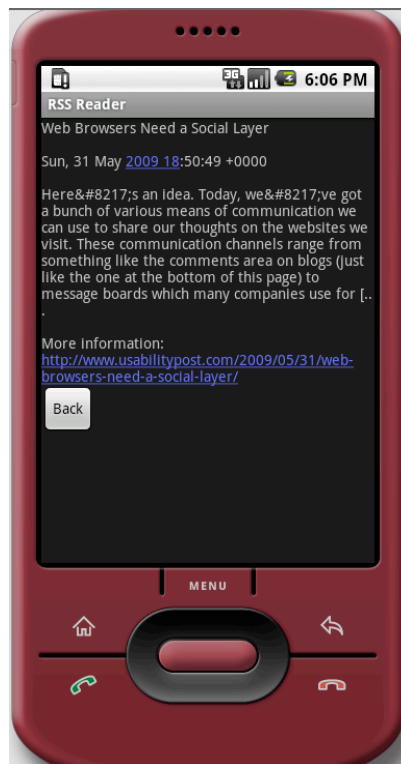 3G
6:06 PM
RSS Reader
Web Browsers Need a Social Layer
Sun, 31 May 2009 18:50:49 +0000
Here&#8217;s an idea. Today, we&#8217;ve got
a bunch of various means of communication we
can use to share our thoughts on the websites we
visit. These communication channels range from
something like the comments area on blogs (just
like the one at the bottom of this page) to
message boards which many companies use for [..
.
More information:
http://www.usabilitypost.com/2009/05/31/web-
browsers-need-a-social-layer/
Back
MENU